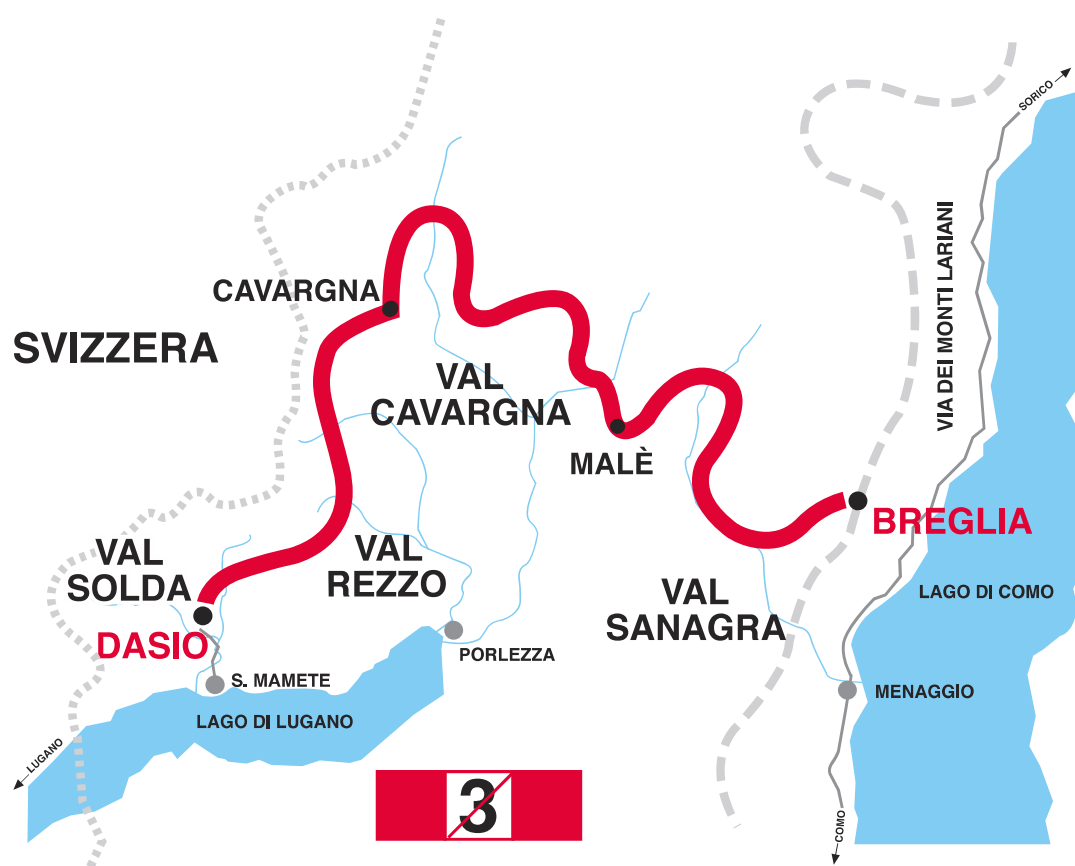 SORICO
VIA DEI MONTI LARIANI
CAVARGNA
SVIZZERA
VAL
CAVARGNA
MALÈ
BREGLIA
VAL
SOLDA
DASIO
VAL
REZZO
VAL
SANAGRA
LAGO DI COMO
PORLEZZA
S. MAMETE
MENAGGIO
LAGO DI LUGANO
LUGANO
3
COMO